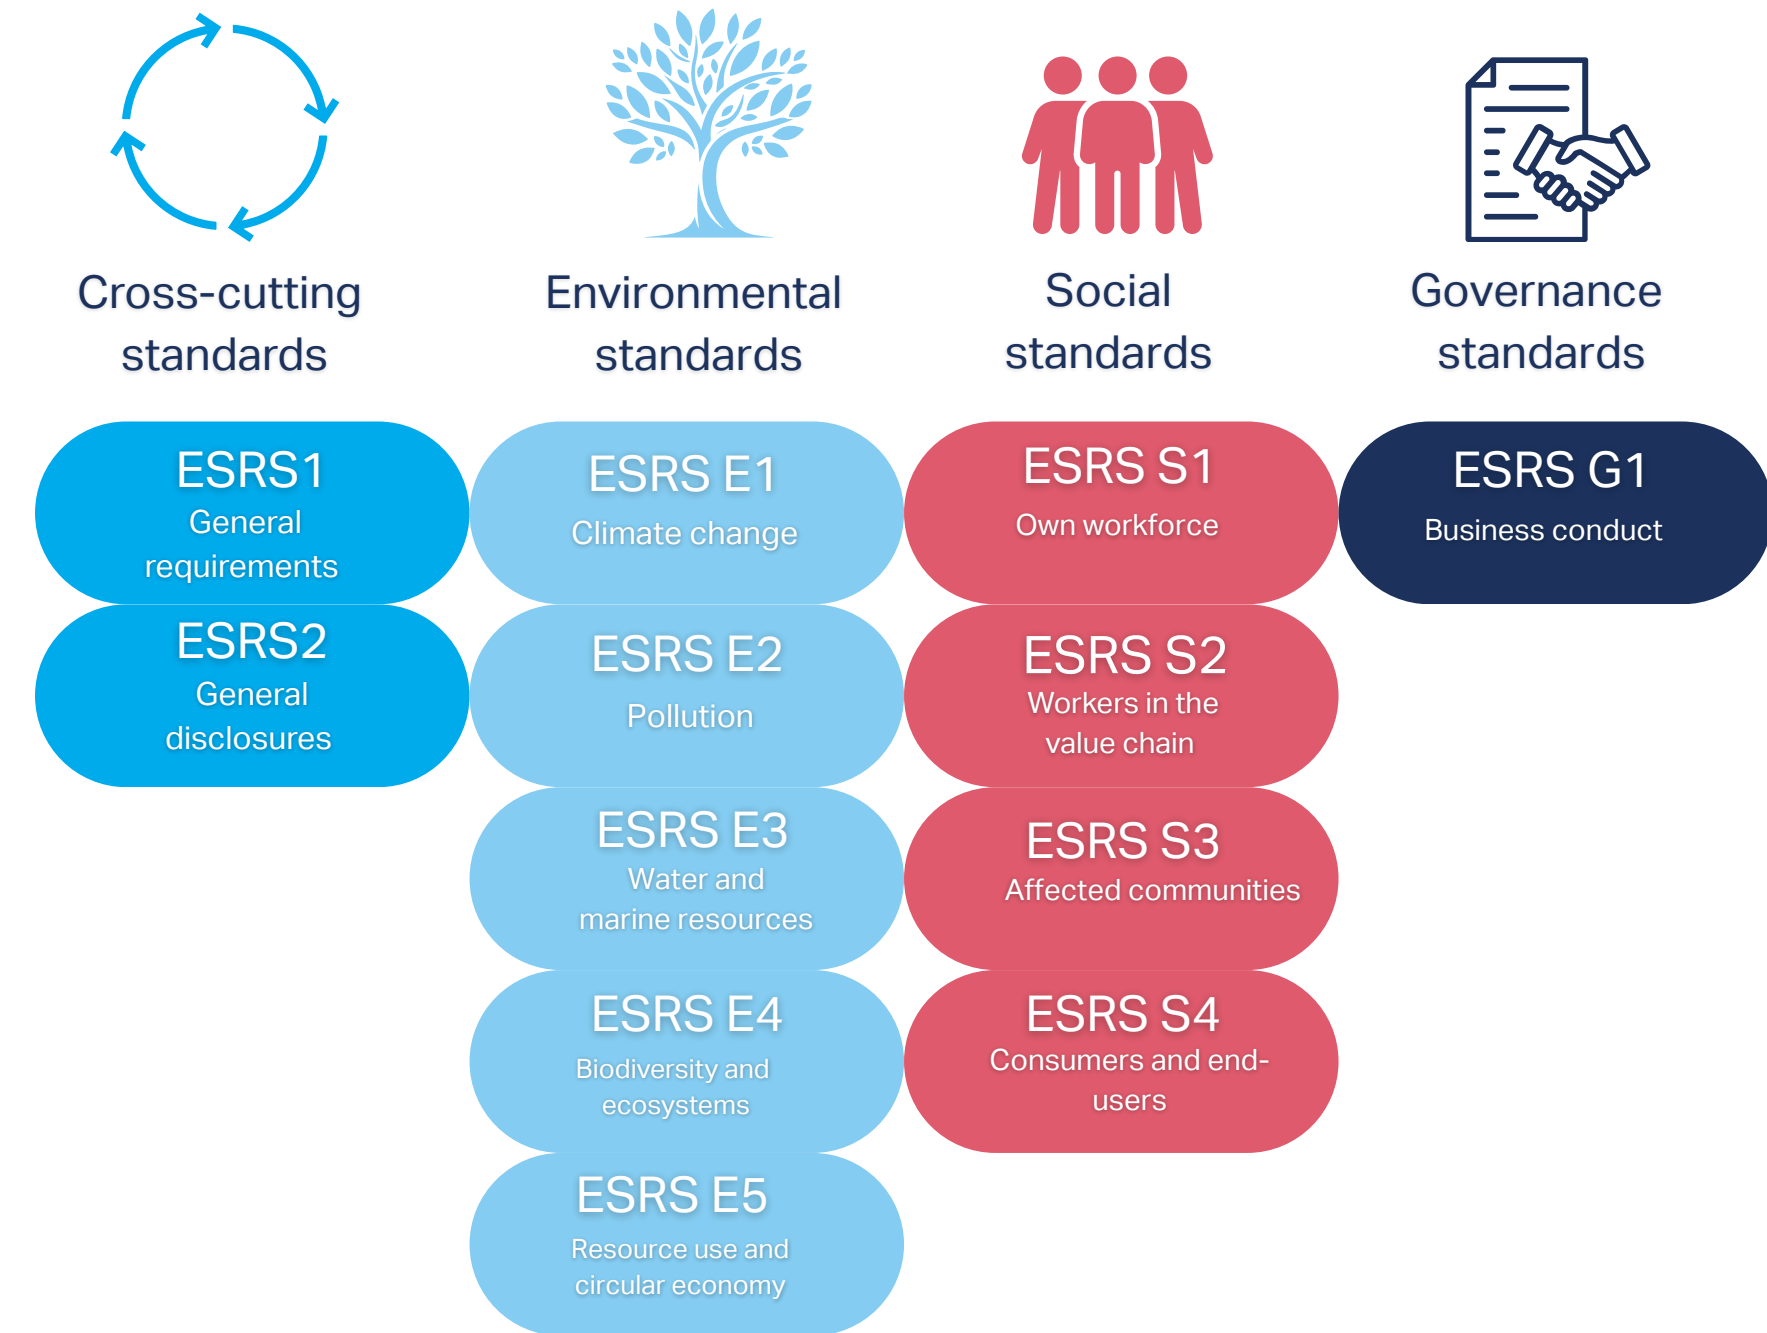 Cross-cutting
standards
ESRS1
General
requirements
ESRS2
General
disclosures
Environmental
standards
ESRS E1
Climate change
ESRS E2
Pollution
ESRS E3
Water and
marine resources
ESRS E4
Biodiversity and
ecosystems
ESRS E5
Resource use and
circular economy
Social
standards
ESRS S1
Own workforce
ESRS S2
Workers in the
value chain
ESRS S3
Affected communities
ESRS S4
Consumers and end-
users
Governance
standards
ESRS G1
Business conduct